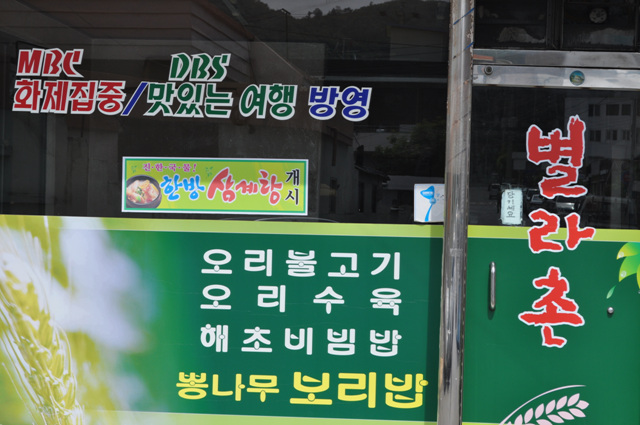 MBC DBS
화제집중/맛있는 여행 방영
한방 삼계탕 개시
오리불고기
오리수육
해초비빔밥
뽕나무 보리밥
별라촌